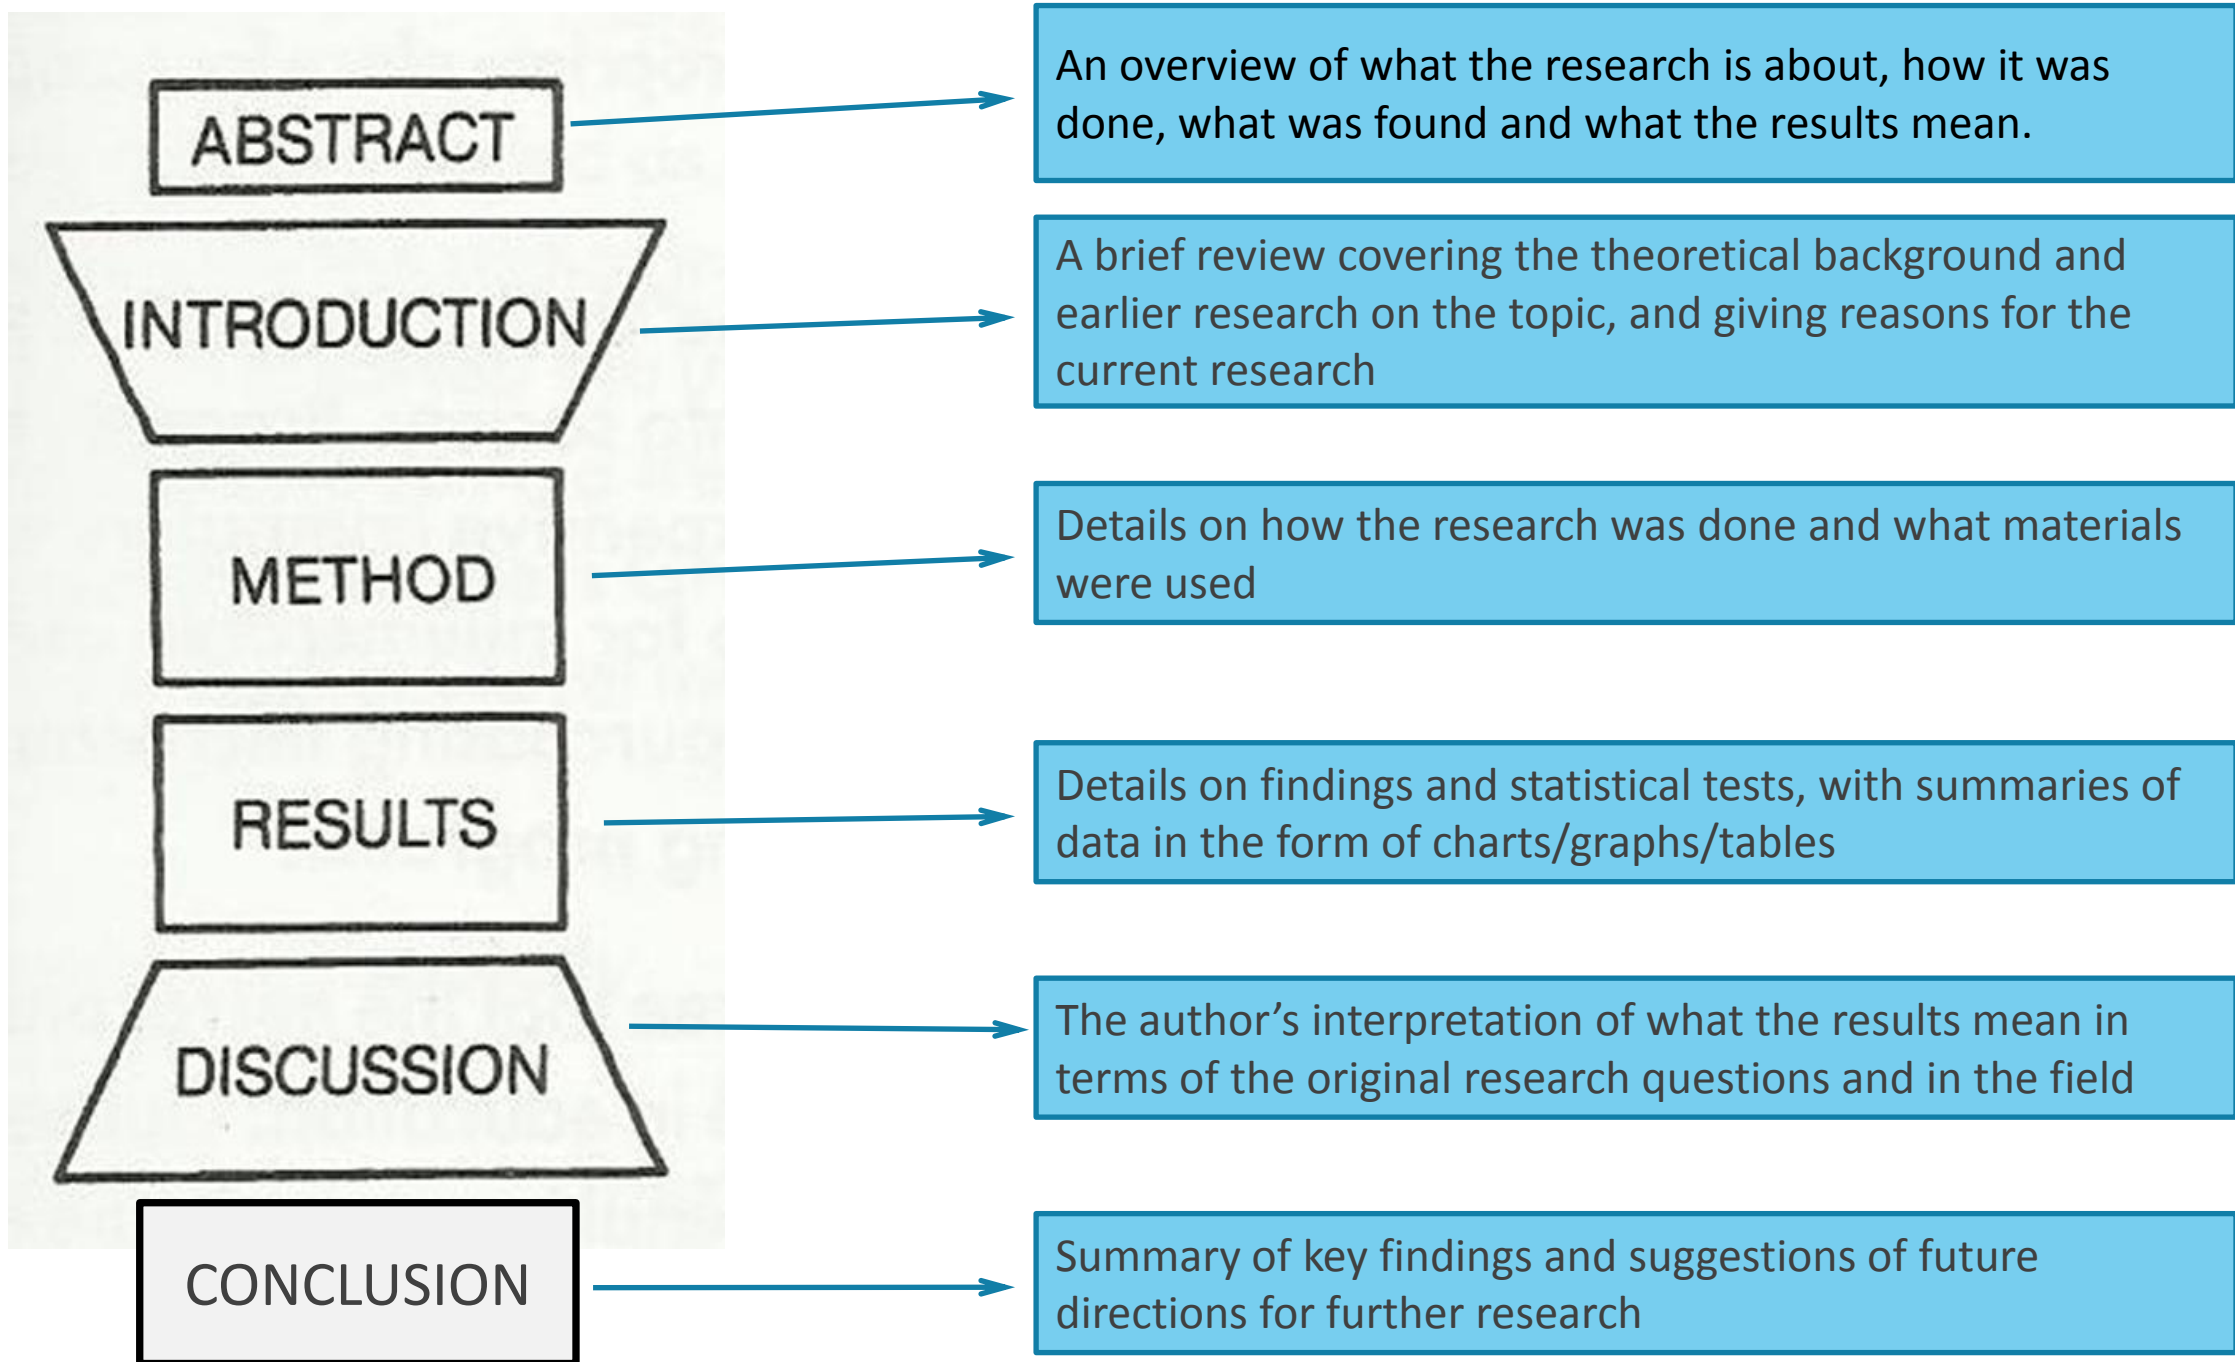 ABSTRACT
An overview of what the research is about, how it was
done, what was found and what the results mean.
INTRODUCTION
A brief review covering the theoretical background and
earlier research on the topic, and giving reasons for the
current research
METHOD
Details on how the research was done and what materials
were used
RESULTS
Details on findings and statistical tests, with summaries of
data in the form of charts/graphs/tables
DISCUSSION
The author’s interpretation of what the results mean in
terms of the original research questions and in the field
CONCLUSION
Summary of key findings and suggestions of future
directions for further research